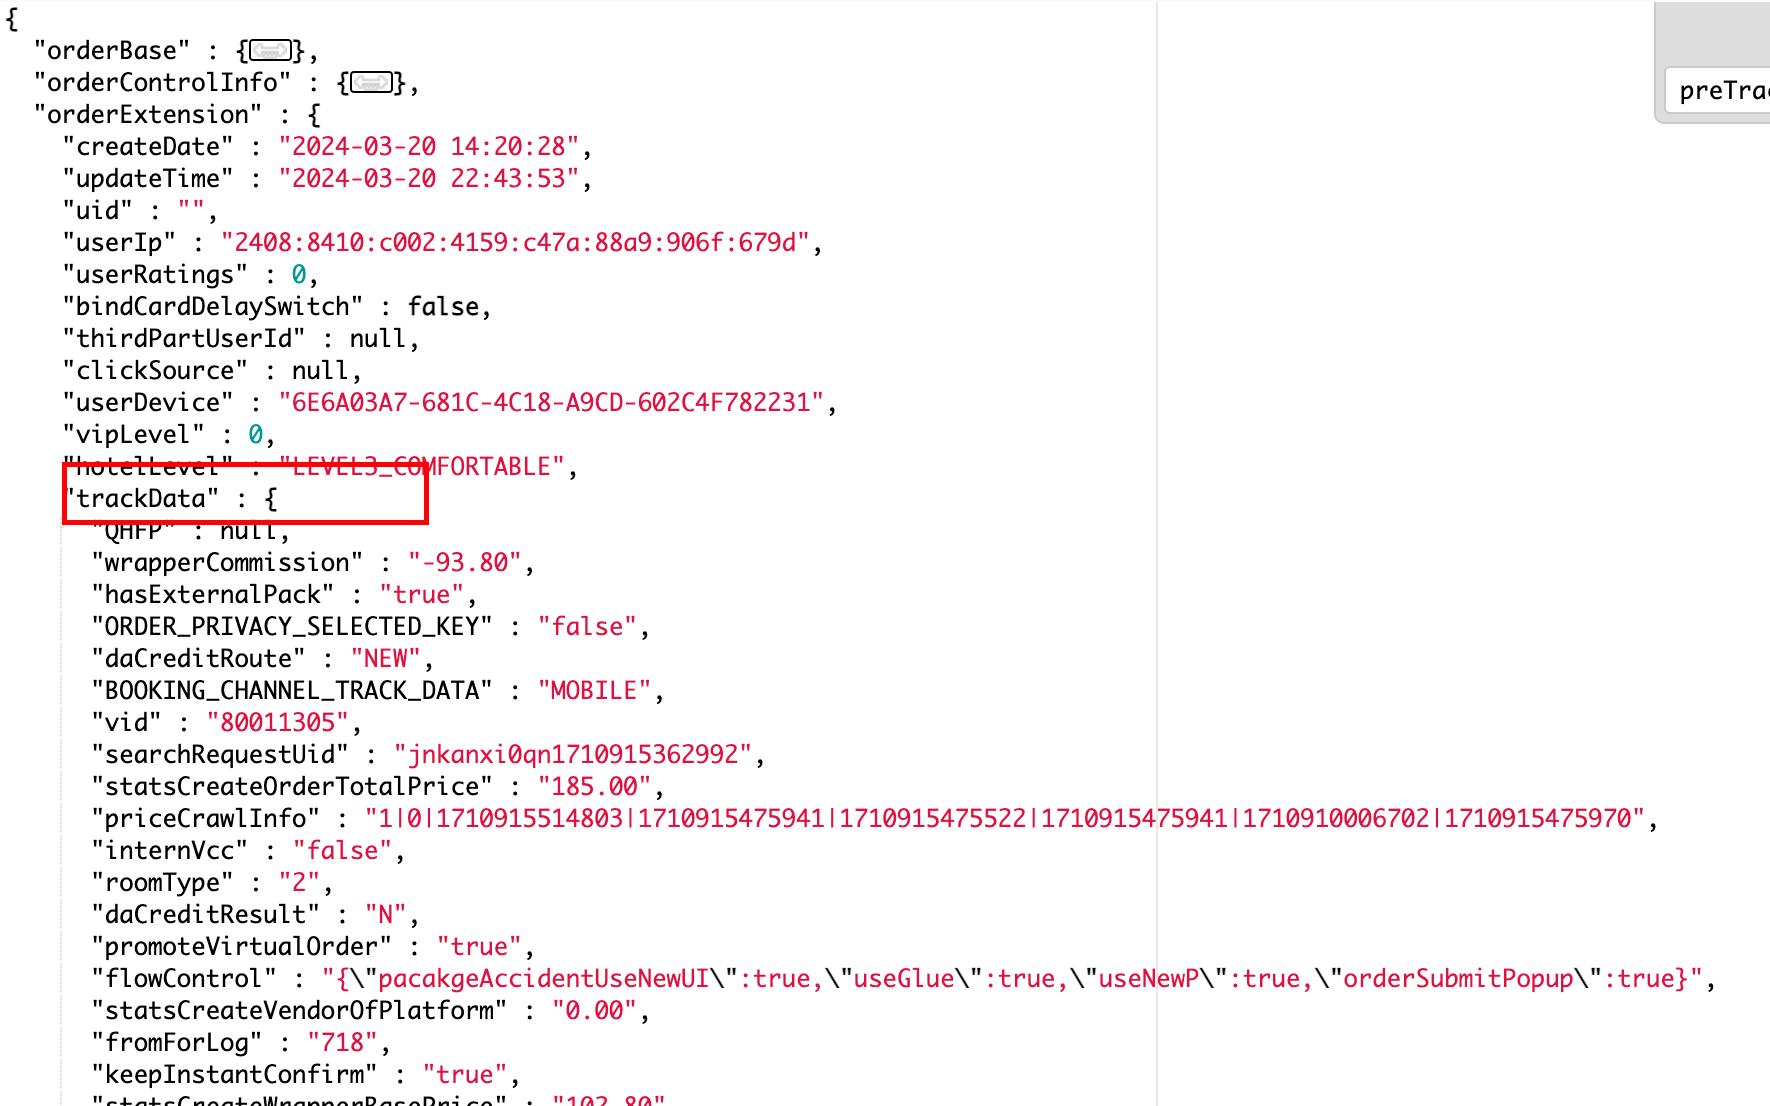 {
"orderBase" : {},
"orderControlInfo" : {},
"orderExtension" : {
preTra
"createDate" : "2024-03-20 14:20:28",
"updateTime" : "2024-03-20 22:43:53",
"uid" : "",
"userIp" : "2408:8410:c002:4159:c47a:88a9:906f:679d",
"userRatings" : 0,
"bindCardDelaySwitch" : false,
"thirdPartUserId" : null,
"clickSource" : null,
"userDevice" : "6E6A03A7-681C-4C18-A9CD-602C4F782231",
"vipLevel" : 0,
"hotelLevel" : "LEVEL3_COMFORTABLE",
"trackData" : {
"QHFP" : null,
"wrapperCommission" : "-93.80",
"hasExternalPack" : "true",
"ORDER_PRIVACY_SELECTED_KEY" : "false",
"daCreditRoute" : "NEW",
"BOOKING_CHANNEL_TRACK_DATA" : "MOBILE",
"vid" : "80011305",
"searchRequestUid" : "jnkanxi0qn1710915362992",
"statsCreateOrderTotalPrice" : "185.00",
"priceCrawlInfo" : "1|0|1710915514803|1710915475941|1710915475522|1710915475941|1710910006702|1710915475970",
"internVcc" : "false",
"roomType" : "2",
"daCreditResult" : "N",
"promoteVirtualOrder" : "true",
"flowControl" : "{\"pacakgeAccidentUseNewUI\":true,\"useGlue\":true,\"useNewP\":true,\"orderSubmitPopup\":true}",
"statsCreateVendorOfPlatform" : "0.00",
"fromForLog" : "718",
"keepInstantConfirm" : "true",
"statsCreateWrapperBasePrice" : "102.80"